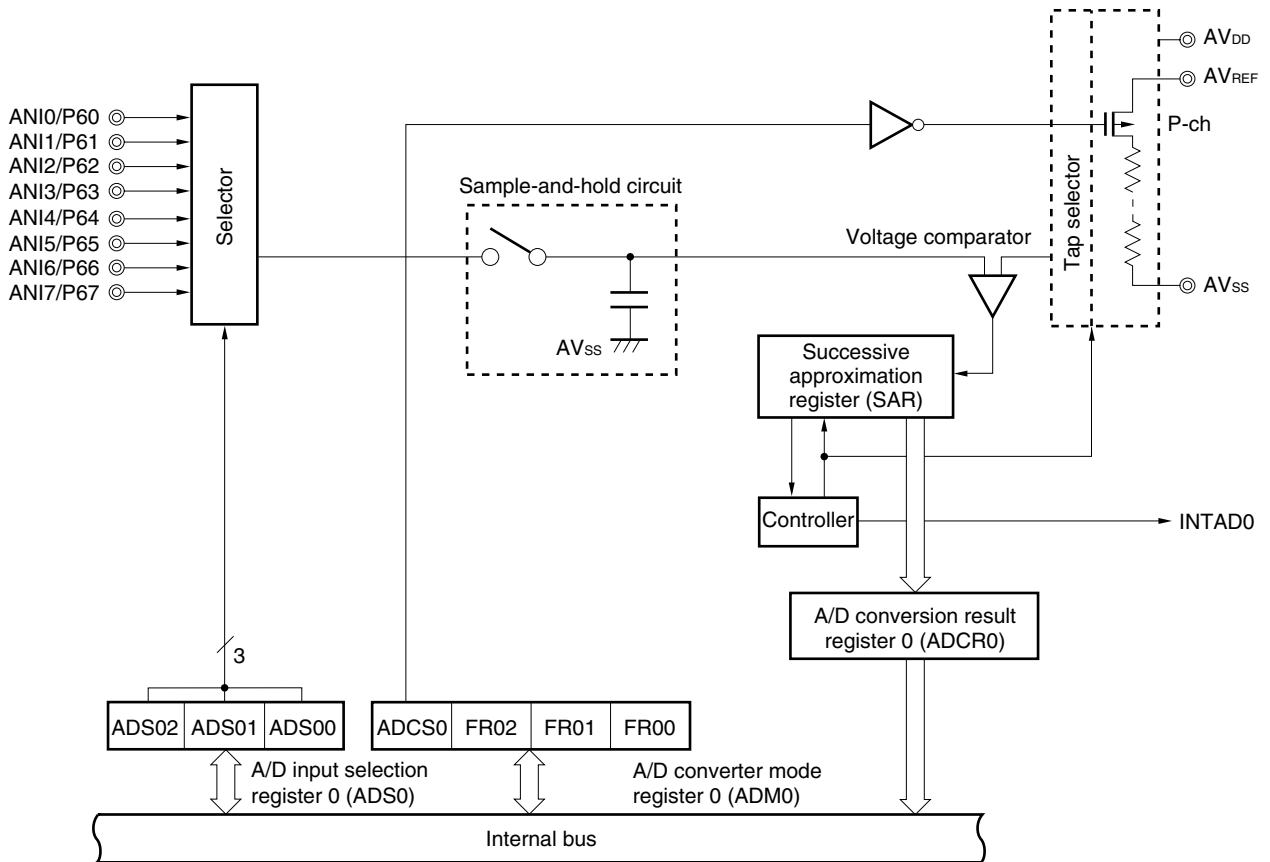 AVDD
AVREF
P-ch
AVSS
Tap selector
ANI0/P60
ANI1/P61
ANI2/P62
ANI3/P63
ANI4/P64
ANI5/P65
ANI6/P66
ANI7/P67
Selector
Sample-and-hold circuit
AVSS
Voltage comparator
Successive
approximation
register (SAR)
Controller
INTAD0
A/D conversion result
register 0 (ADCR0)
3
ADS02 ADS01 ADS00
ADCS0 FR02 FR01 FR00
A/D input selection
register 0 (ADS0)
A/D converter mode
register 0 (ADM0)
Internal bus